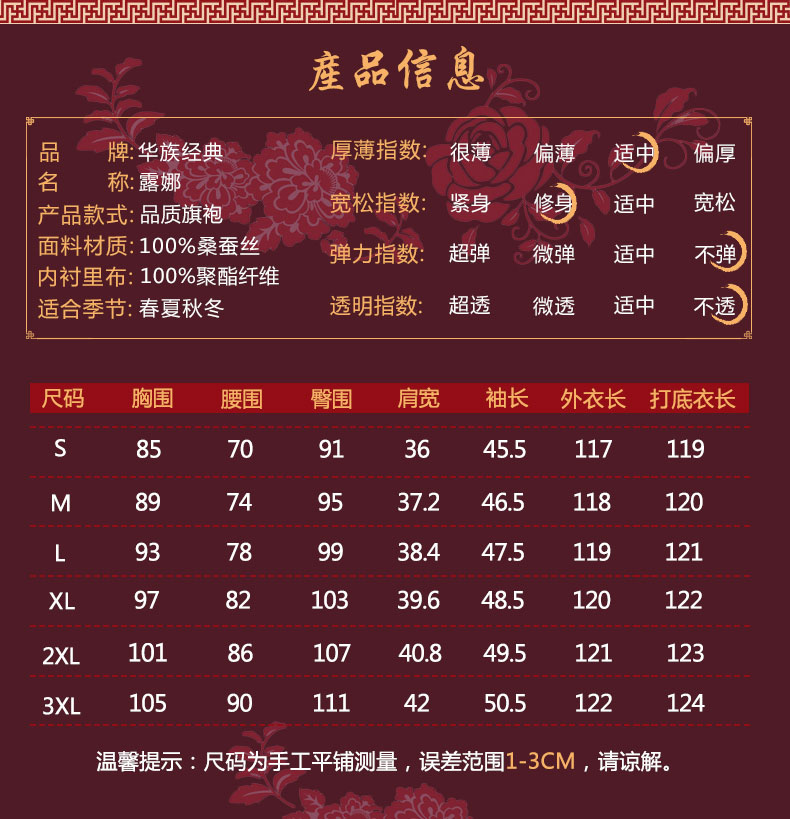 産品信息
品 牌:华族经典
名 称:露娜
产品款式:品质旗袍
面料材质:100%桑蚕丝
内衬里布:100%聚酯纤维
适合季节:春夏秋冬
厚薄指数: 很薄 偏薄 适中 偏厚
宽松指数: 紧身 修身 适中 宽松
弹力指数: 超弹 微弹 适中 不弹
透明指数: 超透 微透 适中 不透
尺码 胸围 腰围 臀围 肩宽 袖长 外衣长 打底衣长
S 85 70 91 36 45.5 117 119
M 89 74 95 37.2 46.5 118 120
L 93 78 99 38.4 47.5 119 121
XL 97 82 103 39.6 48.5 120 122
2XL 101 86 107 40.8 49.5 121 123
3XL 105 90 111 42 50.5 122 124
温馨提示：尺码为手工平铺测量，误差范围1-3CM，请谅解。